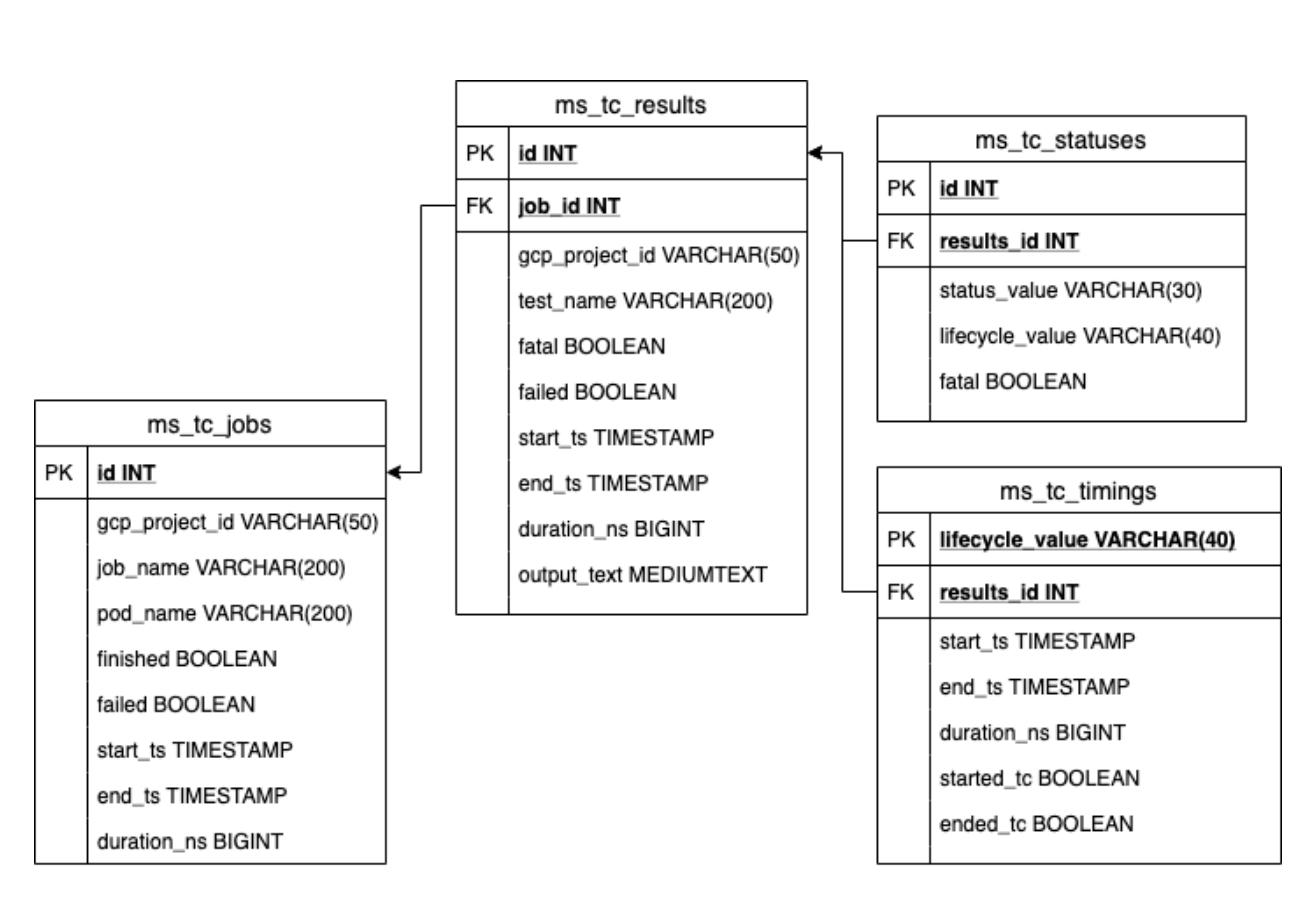 ms_tc_results
PK id INT
FK job_id INT
gcp_project_id VARCHAR(50)
test_name VARCHAR(200)
fatal BOOLEAN
failed BOOLEAN
start_ts TIMESTAMP
end_ts TIMESTAMP
duration_ns BIGINT
output_text MEDIUMTEXT
ms_tc_statuses
PK id INT
FK results_id INT
status_value VARCHAR(30)
lifecycle_value VARCHAR(40)
fatal BOOLEAN
ms_tc_jobs
PK id INT
gcp_project_id VARCHAR(50)
job_name VARCHAR(200)
pod_name VARCHAR(200)
finished BOOLEAN
failed BOOLEAN
start_ts TIMESTAMP
end_ts TIMESTAMP
duration_ns BIGINT
ms_tc_timings
PK lifecycle_value VARCHAR(40)
FK results_id INT
start_ts TIMESTAMP
end_ts TIMESTAMP
duration_ns BIGINT
started_tc BOOLEAN
ended_tc BOOLEAN